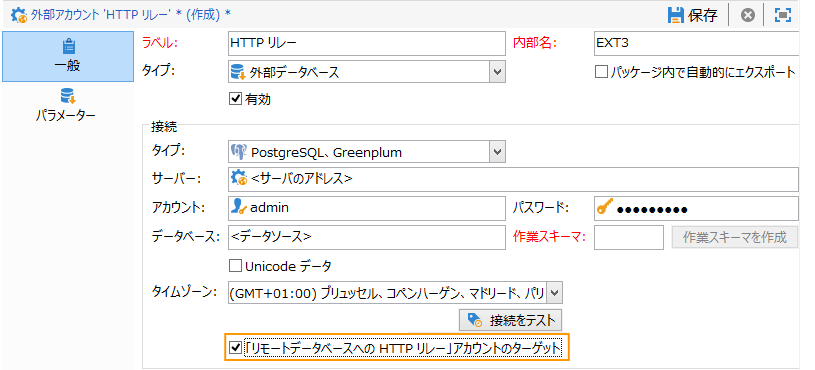 外部アカウント 'HTTP リレー' * (作成) *
保存
一般
パラメーター
ラベル: HTTP リレー 内部名: EXT3
タイプ: 外部データベース パッケージ内で自動的にエクスポート
有効
接続
タイプ: PostgreSQL、Greenplum
サーバー: <サーバのアドレス>
アカウント: admin パスワード: ●●●●●●●●●
データベース: <データソース> 作業スキーマ: 作業スキーマを作成
Unicode データ
タイムゾーン: (GMT+01:00) ブリュッセル、コペンハーゲン、マドリード、パリ
接続をテスト
「リモートデータベースへの HTTP リレー」アカウントのターゲット